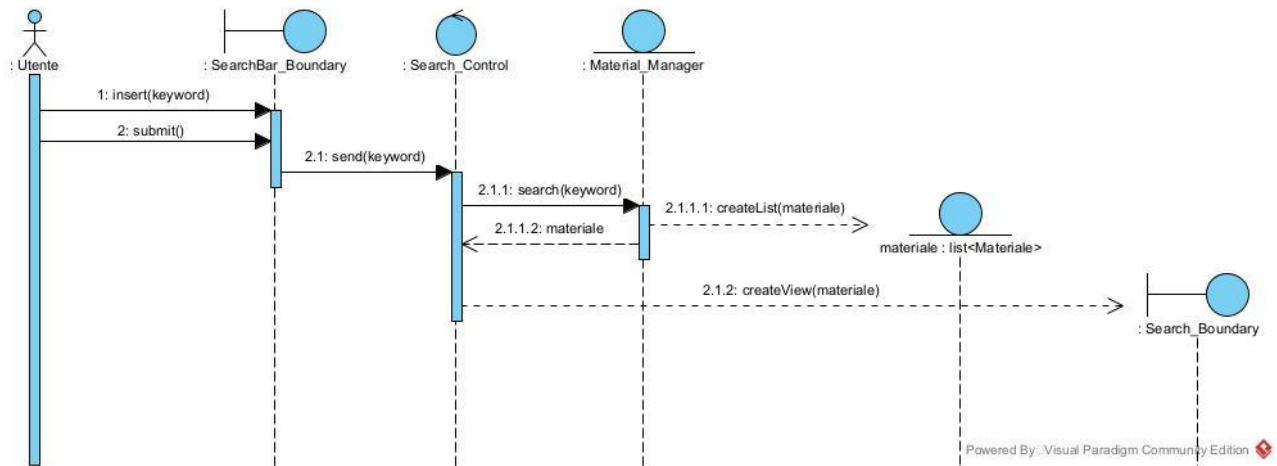 : Utente
: SearchBar_Boundary
: Search_Control
: Material_Manager
1: insert(keyword)
2: submit()
2.1: send(keyword)
2.1.1: search(keyword)
2.1.1.1: createList(materiale)
2.1.1.2: materiale
materiale : list<Materiale>
2.1.2: createView(materiale)
: Search_Boundary
Powered By Visual Paradigm Community Edition